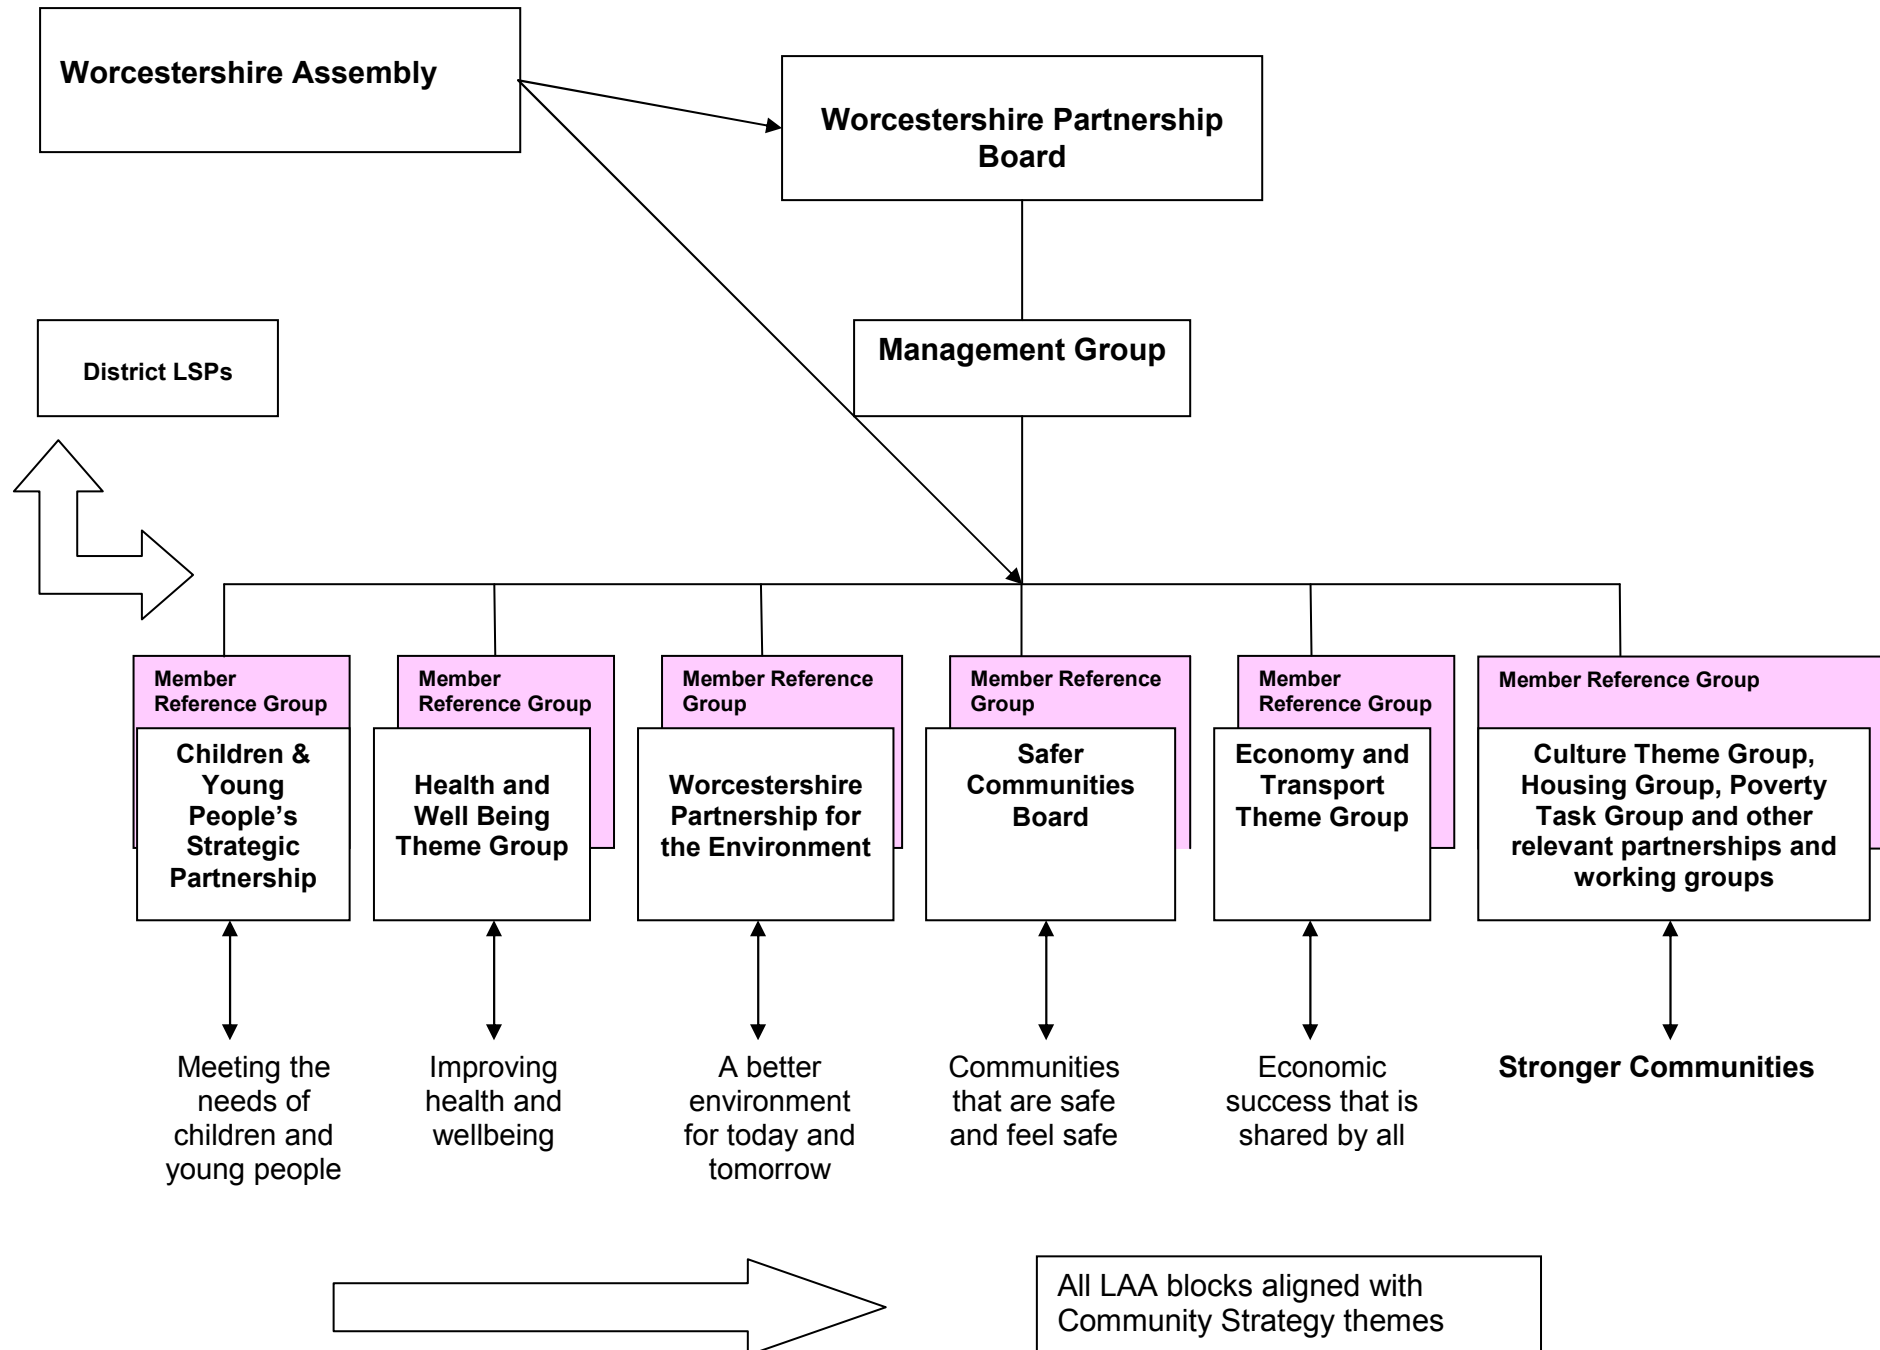 Worcestershire Assembly
Worcestershire Partnership
Board
District LSPs
Management Group
Member
Reference Group
Children &
Young
People’s
Strategic
Partnership
Member
Reference Group
Health and
Well Being
Theme Group
Member Reference
Group
Worcestershire
Partnership for
the Environment
Member Reference
Group
Safer
Communities
Board
Member
Reference Group
Economy and
Transport
Theme Group
Member Reference Group
Culture Theme Group,
Housing Group, Poverty
Task Group and other
relevant partnerships and
working groups
Meeting the
needs of
children and
young people
Improving
health and
wellbeing
A better
environment
for today and
tomorrow
Communities
that are safe
and feel safe
Economic
success that is
shared by all
Stronger Communities
All LAA blocks aligned with
Community Strategy themes